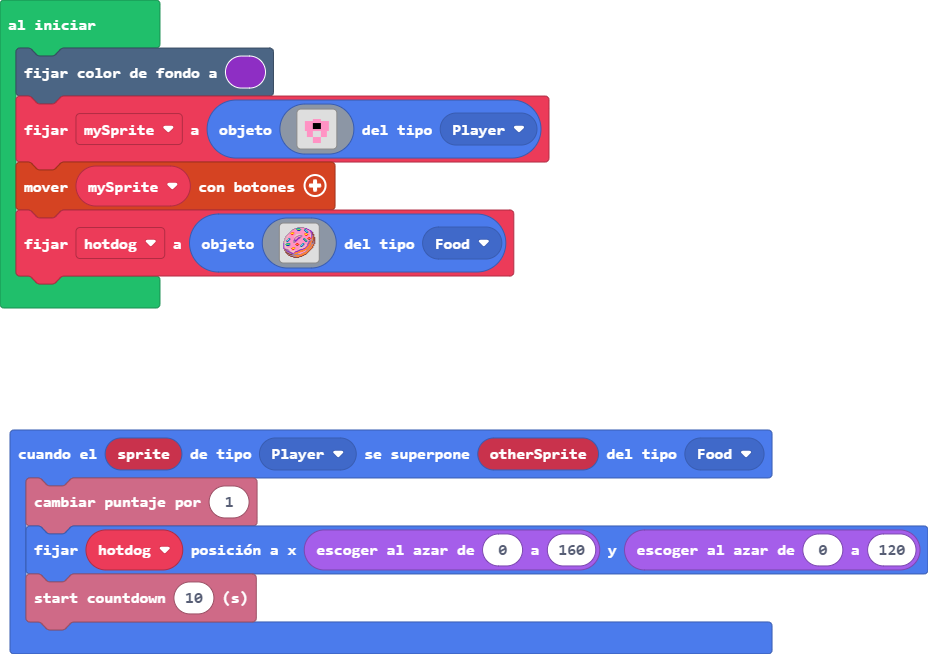 al iniciar
fijar color de fondo a
fijar mySprite a objeto del tipo Player
mover mySprite con botones
fijar hotdog a objeto del tipo Food
cuando el sprite de tipo Player se superpone otherSprite del tipo Food
cambiar puntaje por 1
fijar hotdog posición a x escoger al azar de 0 a 160 y escoger al azar de 0 a 120
start countdown 10 (s)